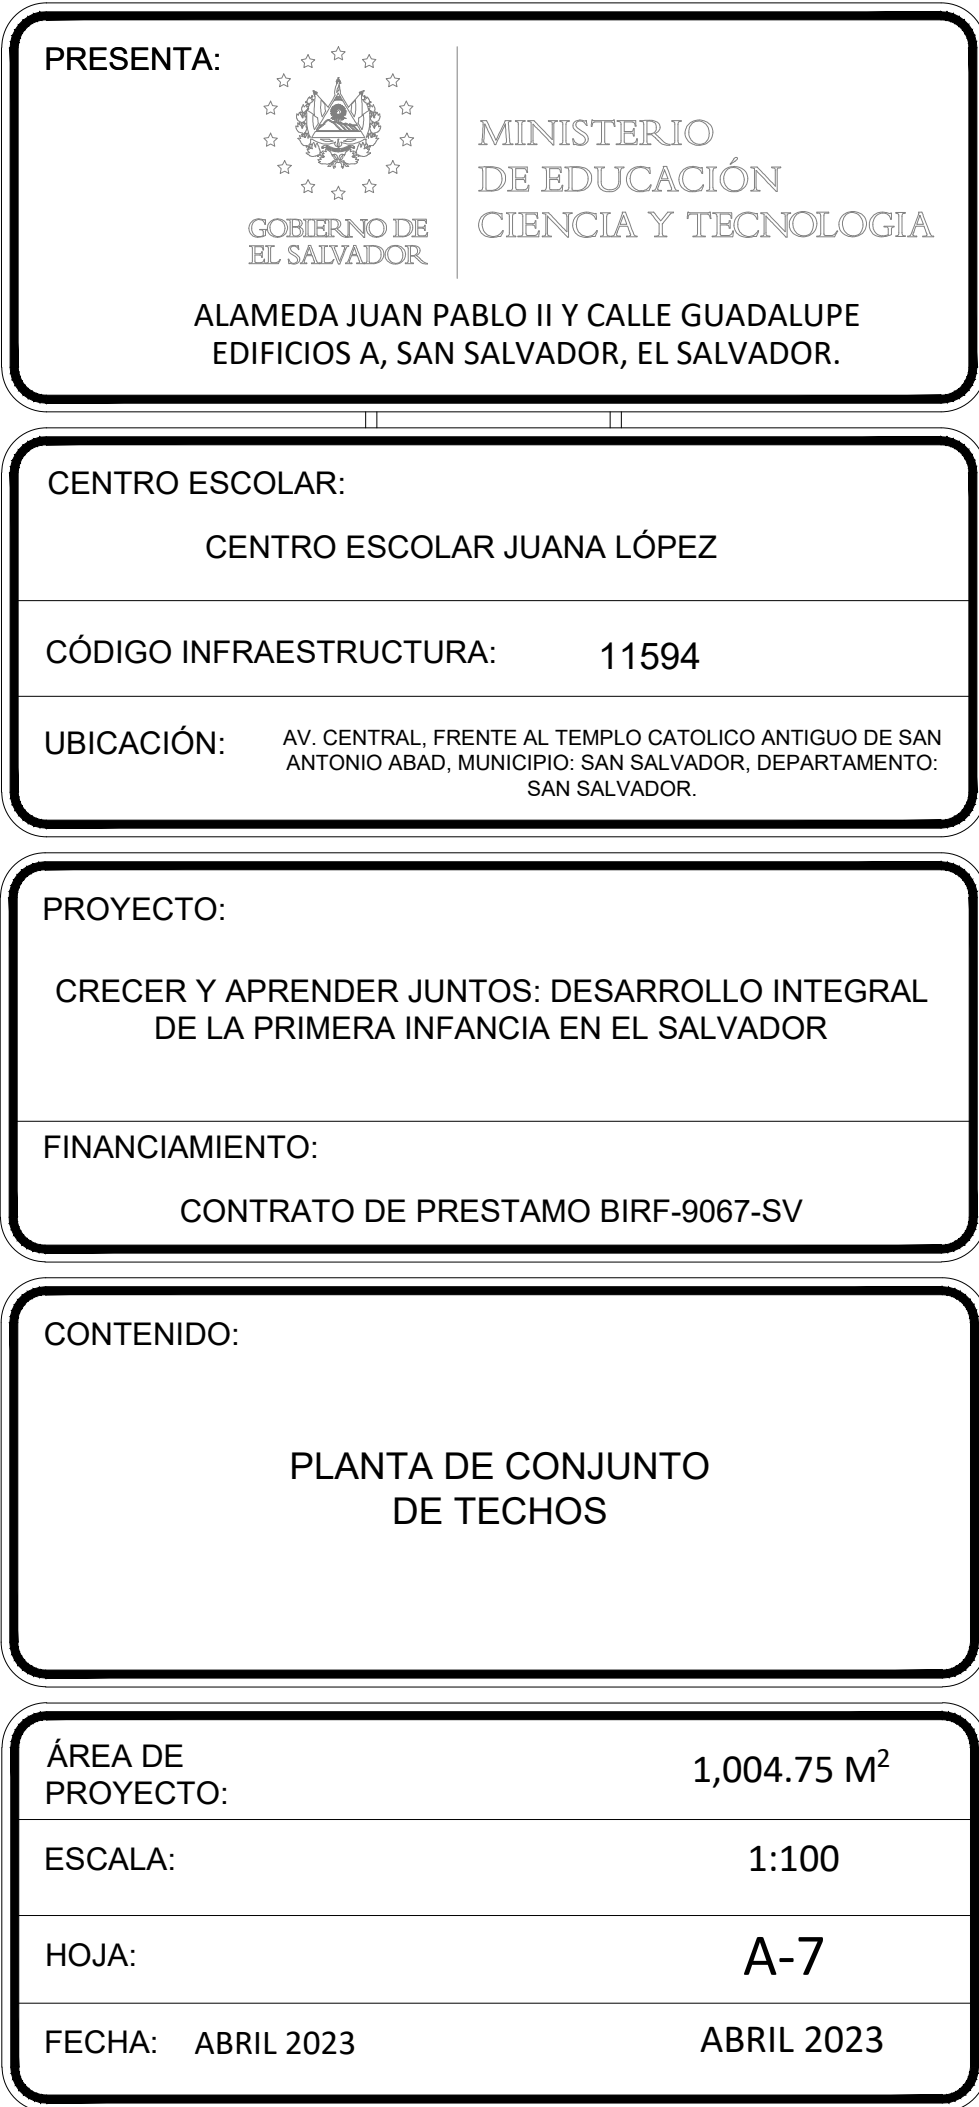 PRESENTA:
GOBIERNO DE
EL SALVADOR
MINISTERIO
DE EDUCACIÓN
CIENCIA Y TECNOLOGIA
ALAMEDA JUAN PABLO II Y CALLE GUADALUPE
EDIFICIOS A, SAN SALVADOR, EL SALVADOR.
CENTRO ESCOLAR:
CENTRO ESCOLAR JUANA LÓPEZ
CÓDIGO INFRAESTRUCTURA: 11594
UBICACIÓN: AV. CENTRAL, FRENTE AL TEMPLO CATOLICO ANTIGUO DE SAN
ANTONIO ABAD, MUNICIPIO: SAN SALVADOR, DEPARTAMENTO:
SAN SALVADOR.
PROYECTO:
CRECER Y APRENDER JUNTOS: DESARROLLO INTEGRAL
DE LA PRIMERA INFANCIA EN EL SALVADOR
FINANCIAMIENTO:
CONTRATO DE PRESTAMO BIRF-9067-SV
CONTENIDO:
PLANTA DE CONJUNTO
DE TECHOS
ÁREA DE
PROYECTO:
1,004.75 M²
ESCALA: 1:100
HOJA: A-7
FECHA: ABRIL 2023 ABRIL 2023